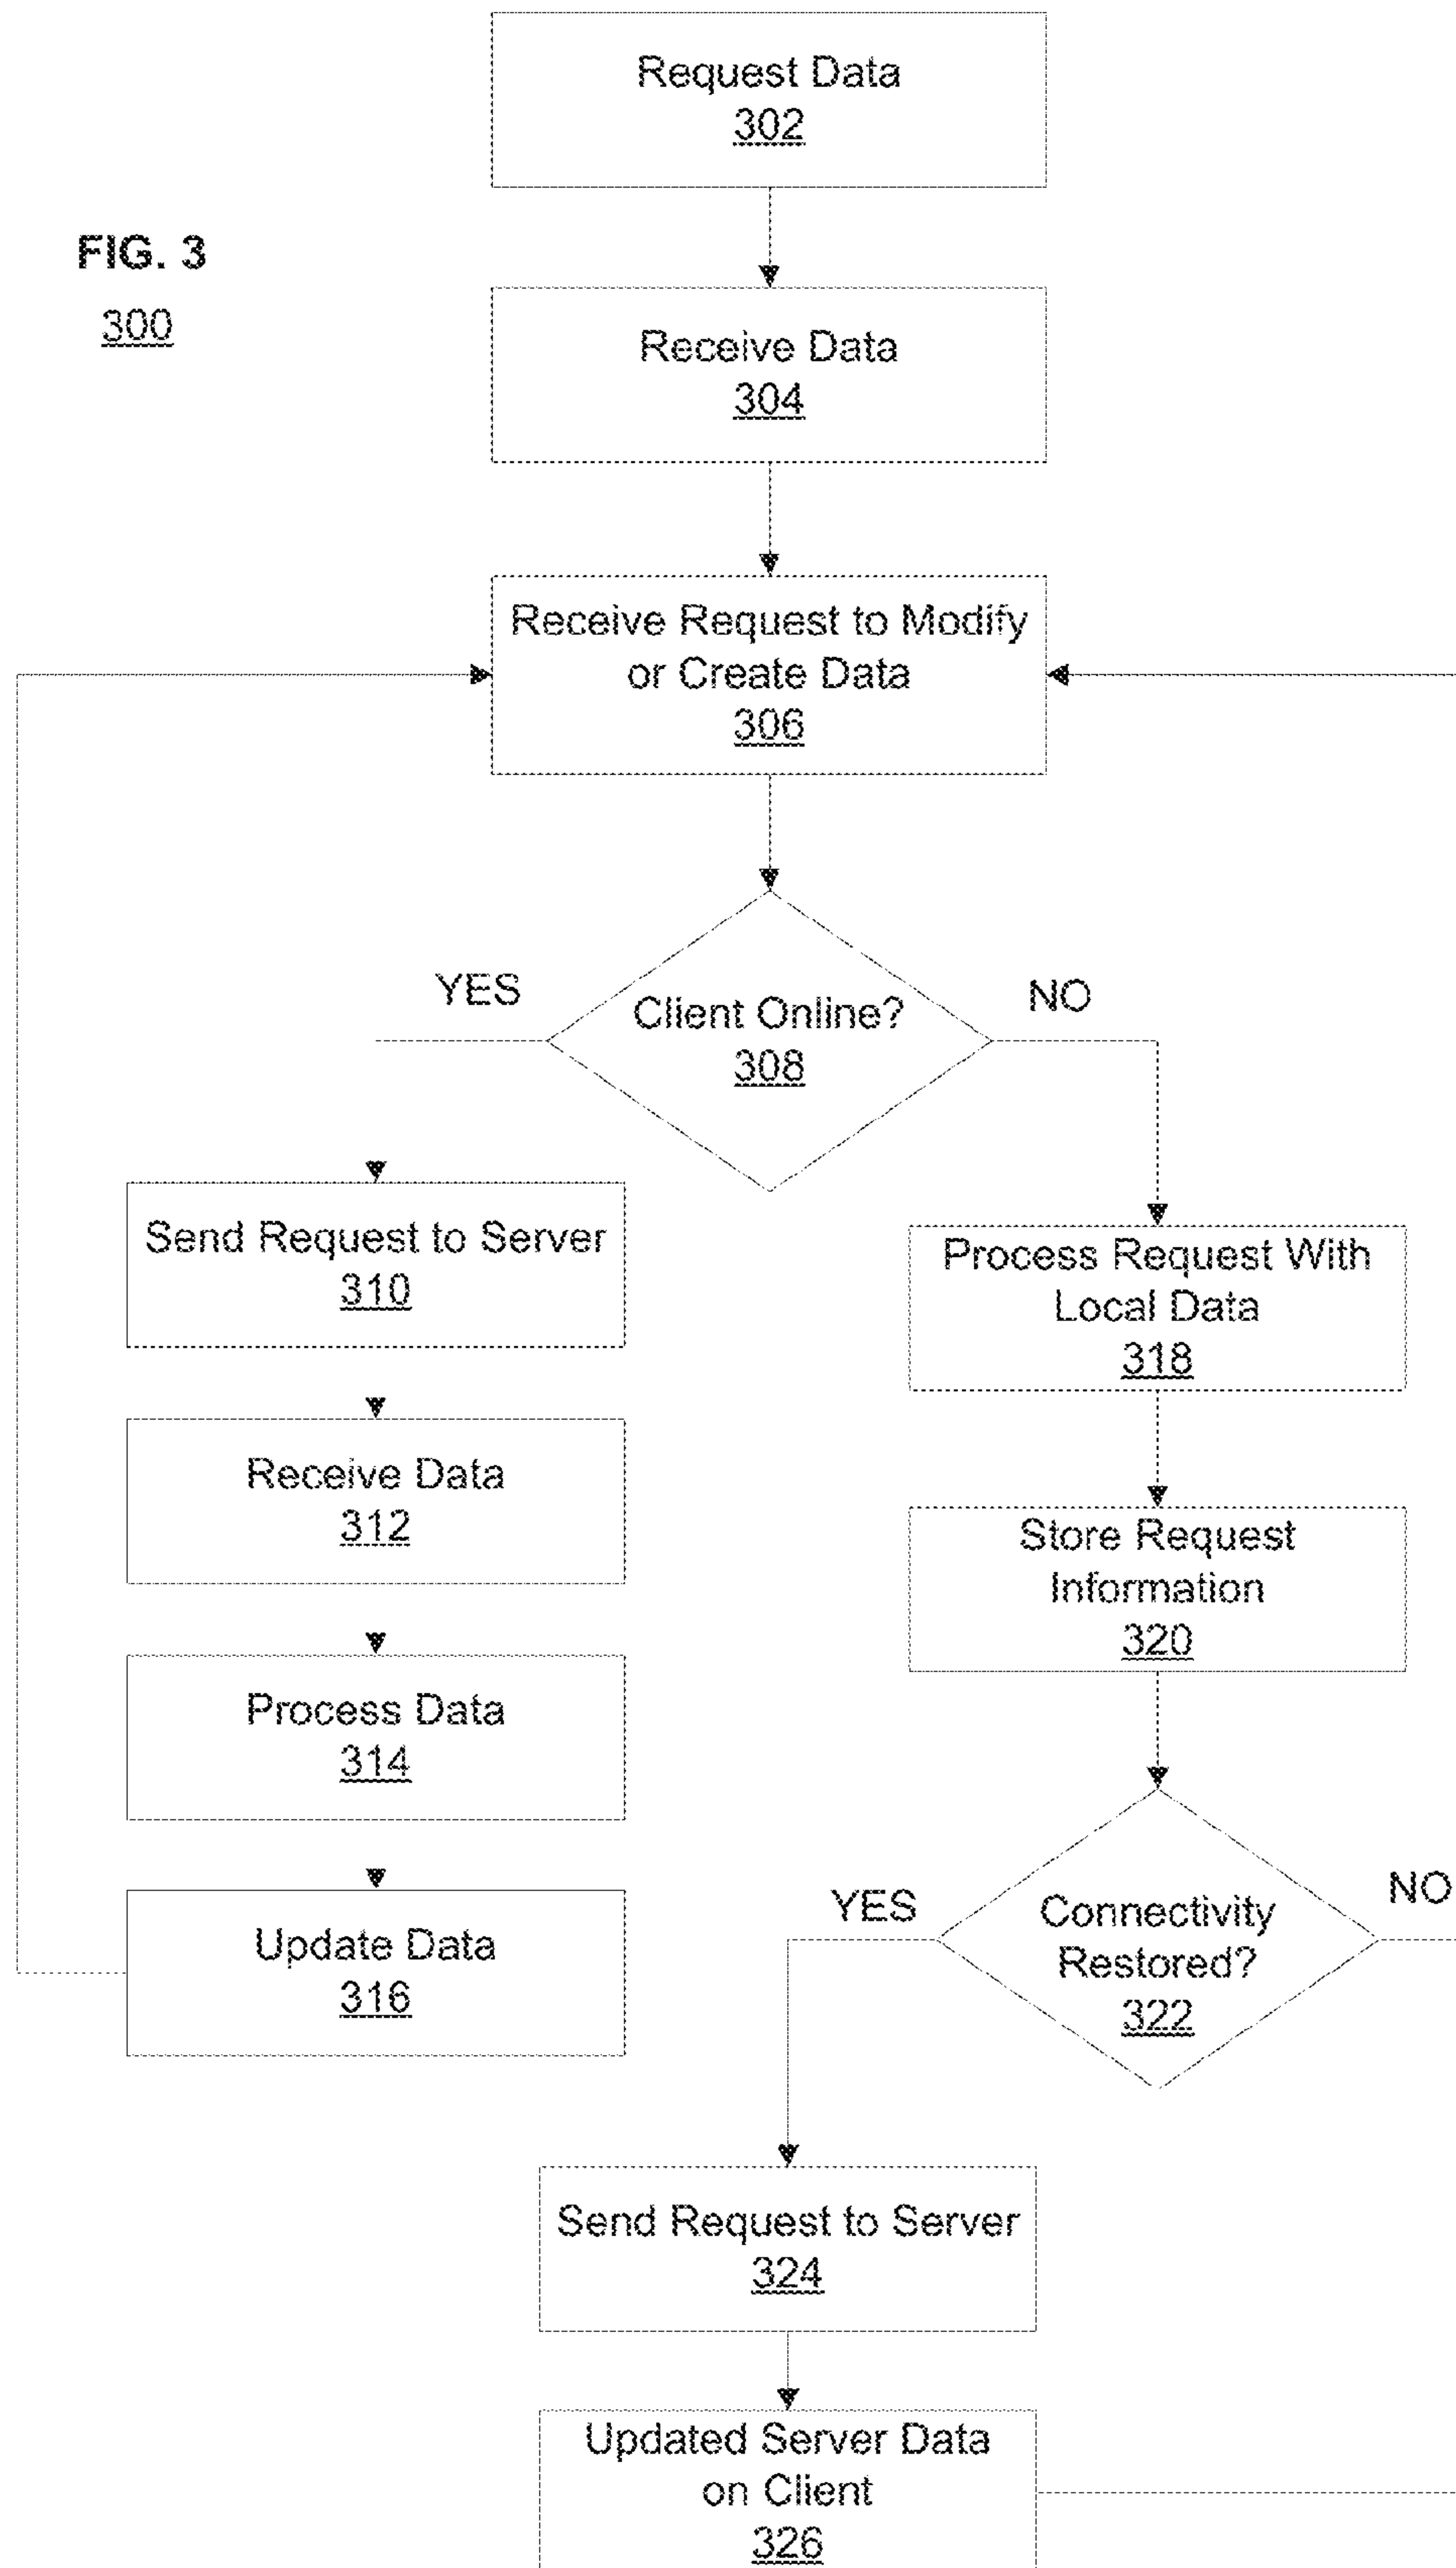 Request Data
302
FIG. 3
300
Receive Data
304
Receive Request to Modify
or Create Data
306
YES
NO
Client Online?
308
Send Request to Server
310
Process Request With
Local Data
318
Receive Data
312
Store Request
Information
320
Process Data
314
YES
NO
Connectivity
Restored?
322
Update Data
316
Send Request to Server
324
Updated Server Data
on Client
326